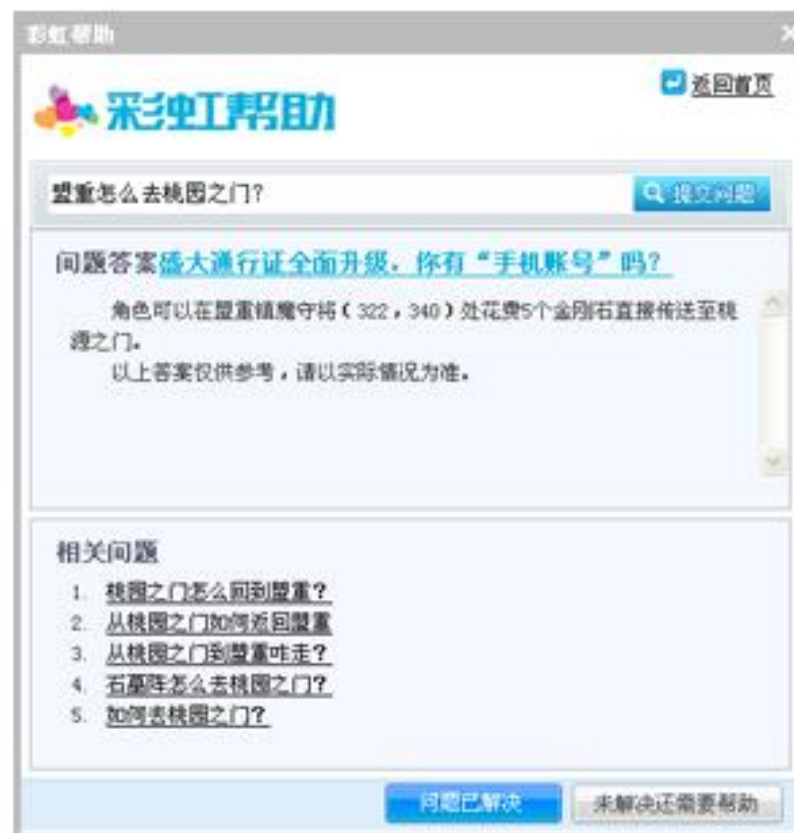 彩虹帮助
彩虹帮助
返回首页
盟重怎么去桃园之门?
提交问题
问题答案盛大通行证全面升级,你有“手机账号”吗?
角色可以在盟重镇魔守将(322,340)处花费5个金刚石直接传送至桃
源之门。
以上答案仅供参考,请以实际情况为准。
相关问题
1. 桃园之门怎么回到盟重?
2. 从桃园之门如何返回盟重
3. 从桃园之门到盟重咋走?
4. 石墓阵怎么去桃园之门?
5. 如何去桃园之门?
问题已解决
未解决还需要帮助